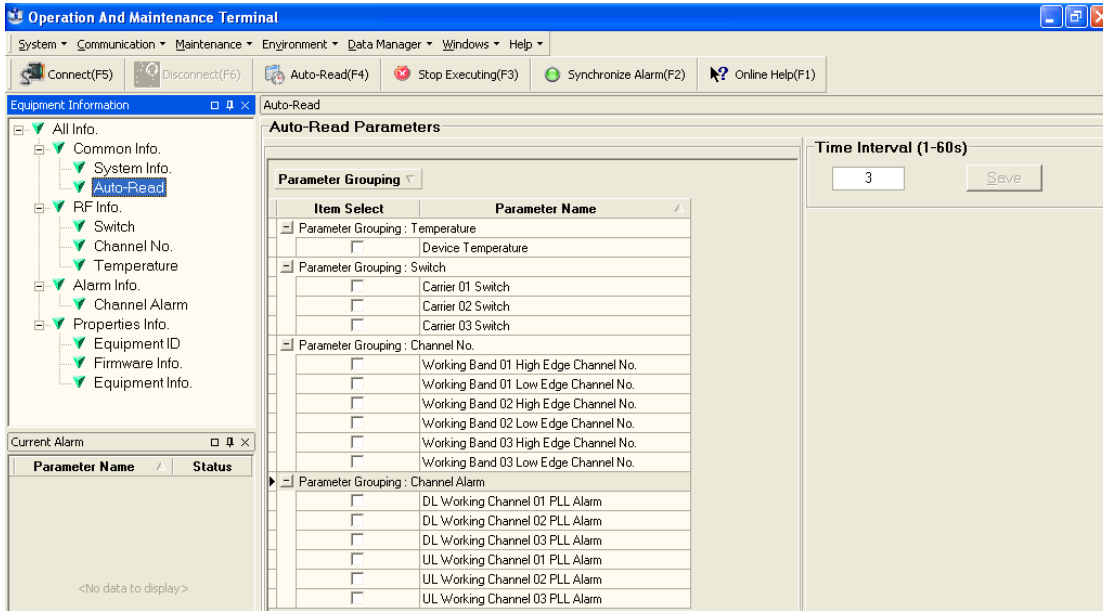 Operation And Maintenance Terminal
System Communication Maintenance Environment Data Manager Windows Help
Connect(F5) Disconnect(F6) Auto-Read(F4) Stop Executing(F3) Synchronize Alarm(F2) Online Help(F1)
Equipment Information
All Info.
Common Info.
System Info.
Auto-Read
RF Info.
Switch
Channel No.
Temperature
Alarm Info.
Channel Alarm
Properties Info.
Equipment ID
Firmware Info.
Equipment Info.
Current Alarm
Parameter Name Status
<No data to display>
Auto-Read
Auto-Read Parameters
Parameter Grouping
Item Select Parameter Name
Parameter Grouping : Temperature
Device Temperature
Parameter Grouping : Switch
Carrier 01 Switch
Carrier 02 Switch
Carrier 03 Switch
Parameter Grouping : Channel No.
Working Band 01 High Edge Channel No.
Working Band 01 Low Edge Channel No.
Working Band 02 High Edge Channel No.
Working Band 02 Low Edge Channel No.
Working Band 03 High Edge Channel No.
Working Band 03 Low Edge Channel No.
Parameter Grouping : Channel Alarm
DL Working Channel 01 PLL Alarm
DL Working Channel 02 PLL Alarm
DL Working Channel 03 PLL Alarm
UL Working Channel 01 PLL Alarm
UL Working Channel 02 PLL Alarm
UL Working Channel 03 PLL Alarm
Time Interval (1-60s)
3 Save